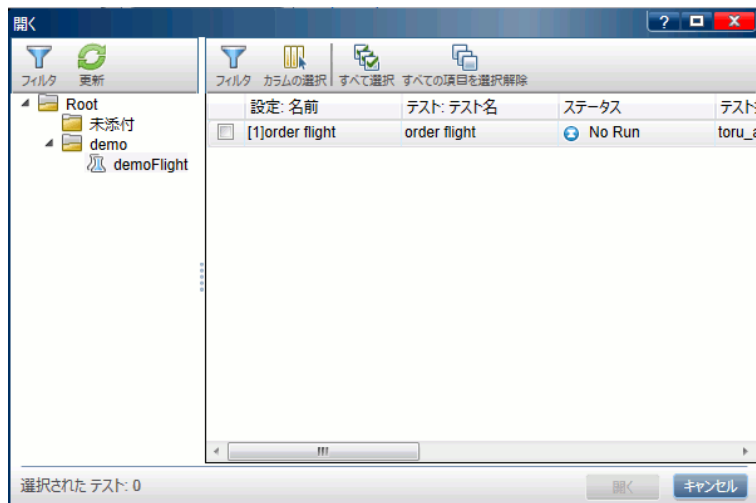 開く
?
フィルタ 更新
フィルタ カラムの選択 すべて選択 すべての項目を選択解除
Root
未添付
demo
demoFlight
設定: 名前 テスト: テスト名 ステータス テスト
[1]order flight order flight No Run toru_a
選択された テスト: 0
開く キャンセル